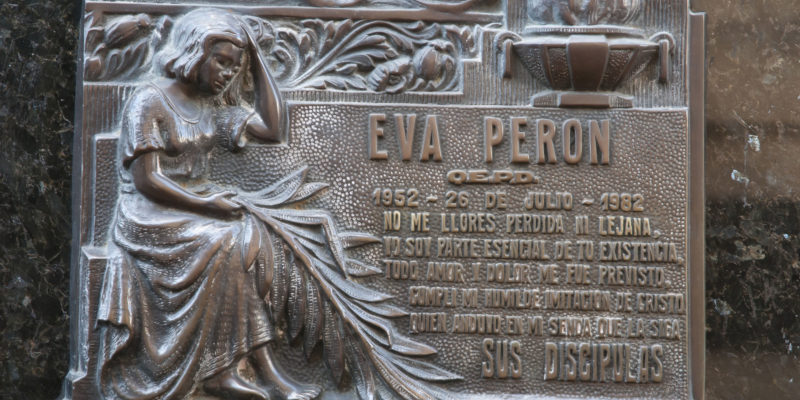 EVA PERON
Q.E.P.D.
1952 - 26 DE JULIO - 1982
NO ME LLORES PERDIDA NI LEJANA.
YO SOY PARTE ESENCIAL DE TU EXISTENCIA,
TODO AMOR Y DOLOR ME FUE PREVISTO.
CUMPLI MI HUMILDE IMITACION DE CRISTO
QUIEN ANDUVO EN MI SENDA QUE LA SIGA
SUS DISCIPULAS